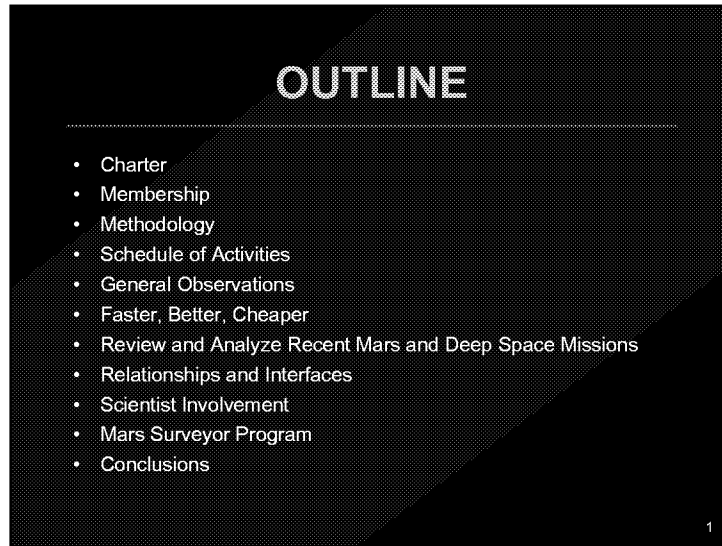 OUTLINE
• Charter
• Membership
• Methodology
• Schedule of Activities
• General Observations
• Faster, Better, Cheaper
• Review and Analyze Recent Mars and Deep Space Missions
• Relationships and Interfaces
• Scientist Involvement
• Mars Surveyor Program
• Conclusions
1